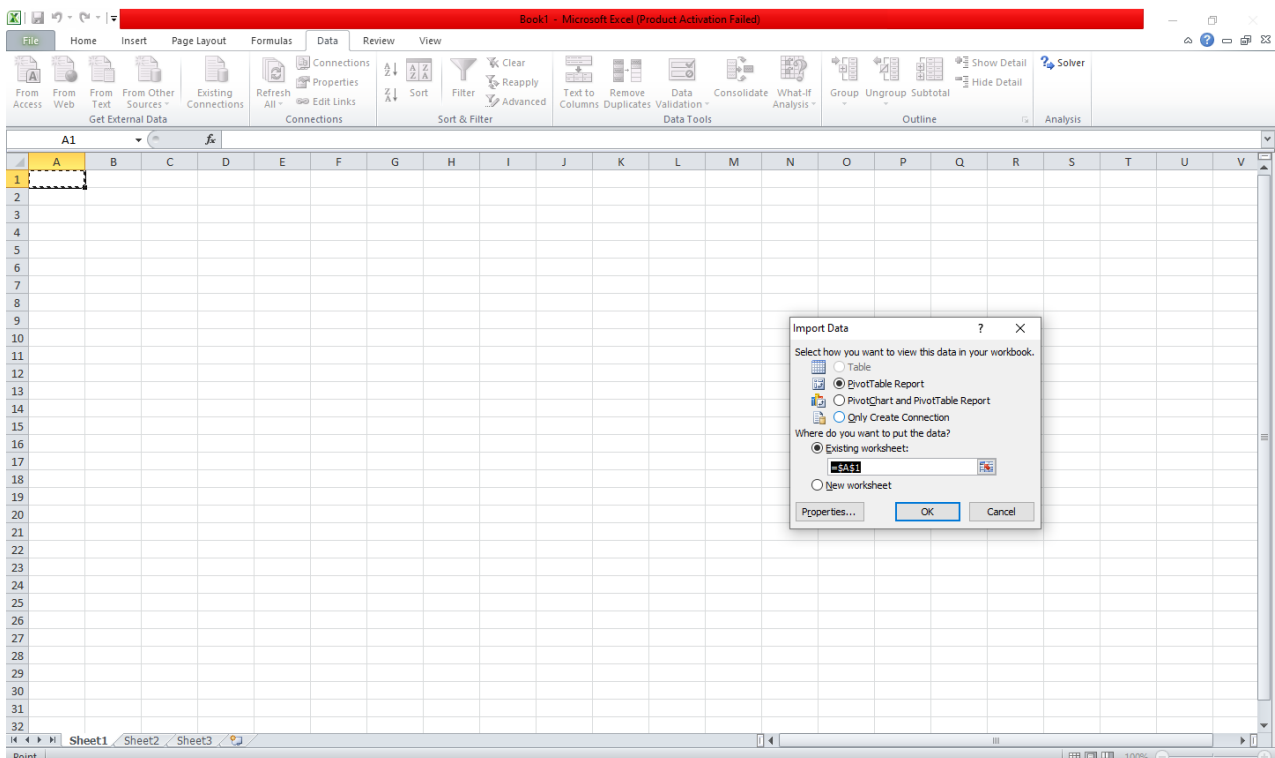 Book1 - Microsoft Excel (Product Activation Failed)
File Home Insert Page Layout Formulas Data Review View
From Access From Web From Text From Other Sources Existing Connections
Get External Data
Refresh All Connections Properties Edit Links
Connections
Sort Filter Clear Reapply Advanced
Sort & Filter
Text to Columns Remove Duplicates Data Validation Consolidate What-If Analysis
Data Tools
Group Ungroup Subtotal Show Detail Hide Detail
Outline
Solver
Analysis
A1 fx
A B C D E F G H I J K L M N O P Q R S T U V
1
2
3
4
5
6
7
8
9
10
11
12
13
14
15
16
17
18
19
20
21
22
23
24
25
26
27
28
29
30
31
32
Import Data ?
Select how you want to view this data in your workbook.
Table
PivotTable Report
PivotChart and PivotTable Report
Only Create Connection
Where do you want to put the data?
Existing worksheet:
=$A$1
New worksheet
Properties... OK Cancel
Sheet1 Sheet2 Sheet3
Point 100%